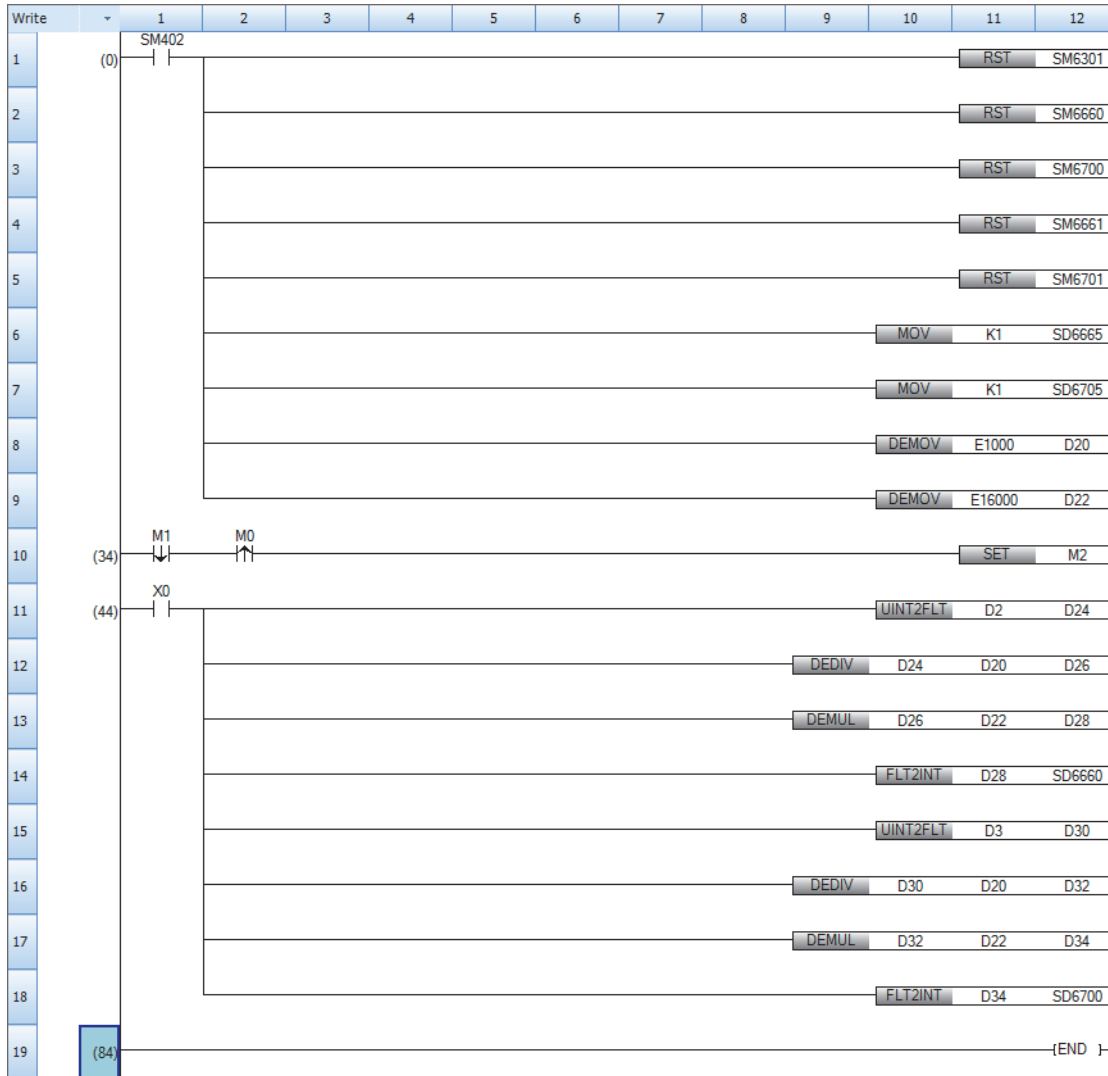 Write 1 2 3 4 5 6 7 8 9 10 11 12
SM402
1 (0) RST SM6301
2 RST SM6660
3 RST SM6700
4 RST SM6661
5 RST SM6701
6 MOV K1 SD6665
7 MOV K1 SD6705
8 DEMOV E1000 D20
9 DEMOV E16000 D22
M1 M0
10 (34) SET M2
X0
11 (44) UINT2FLT D2 D24
12 DEDIV D24 D20 D26
13 DEMUL D26 D22 D28
14 FLT2INT D28 SD6660
15 UINT2FLT D3 D30
16 DEDIV D30 D20 D32
17 DEMUL D32 D22 D34
18 FLT2INT D34 SD6700
19 (84) {END }